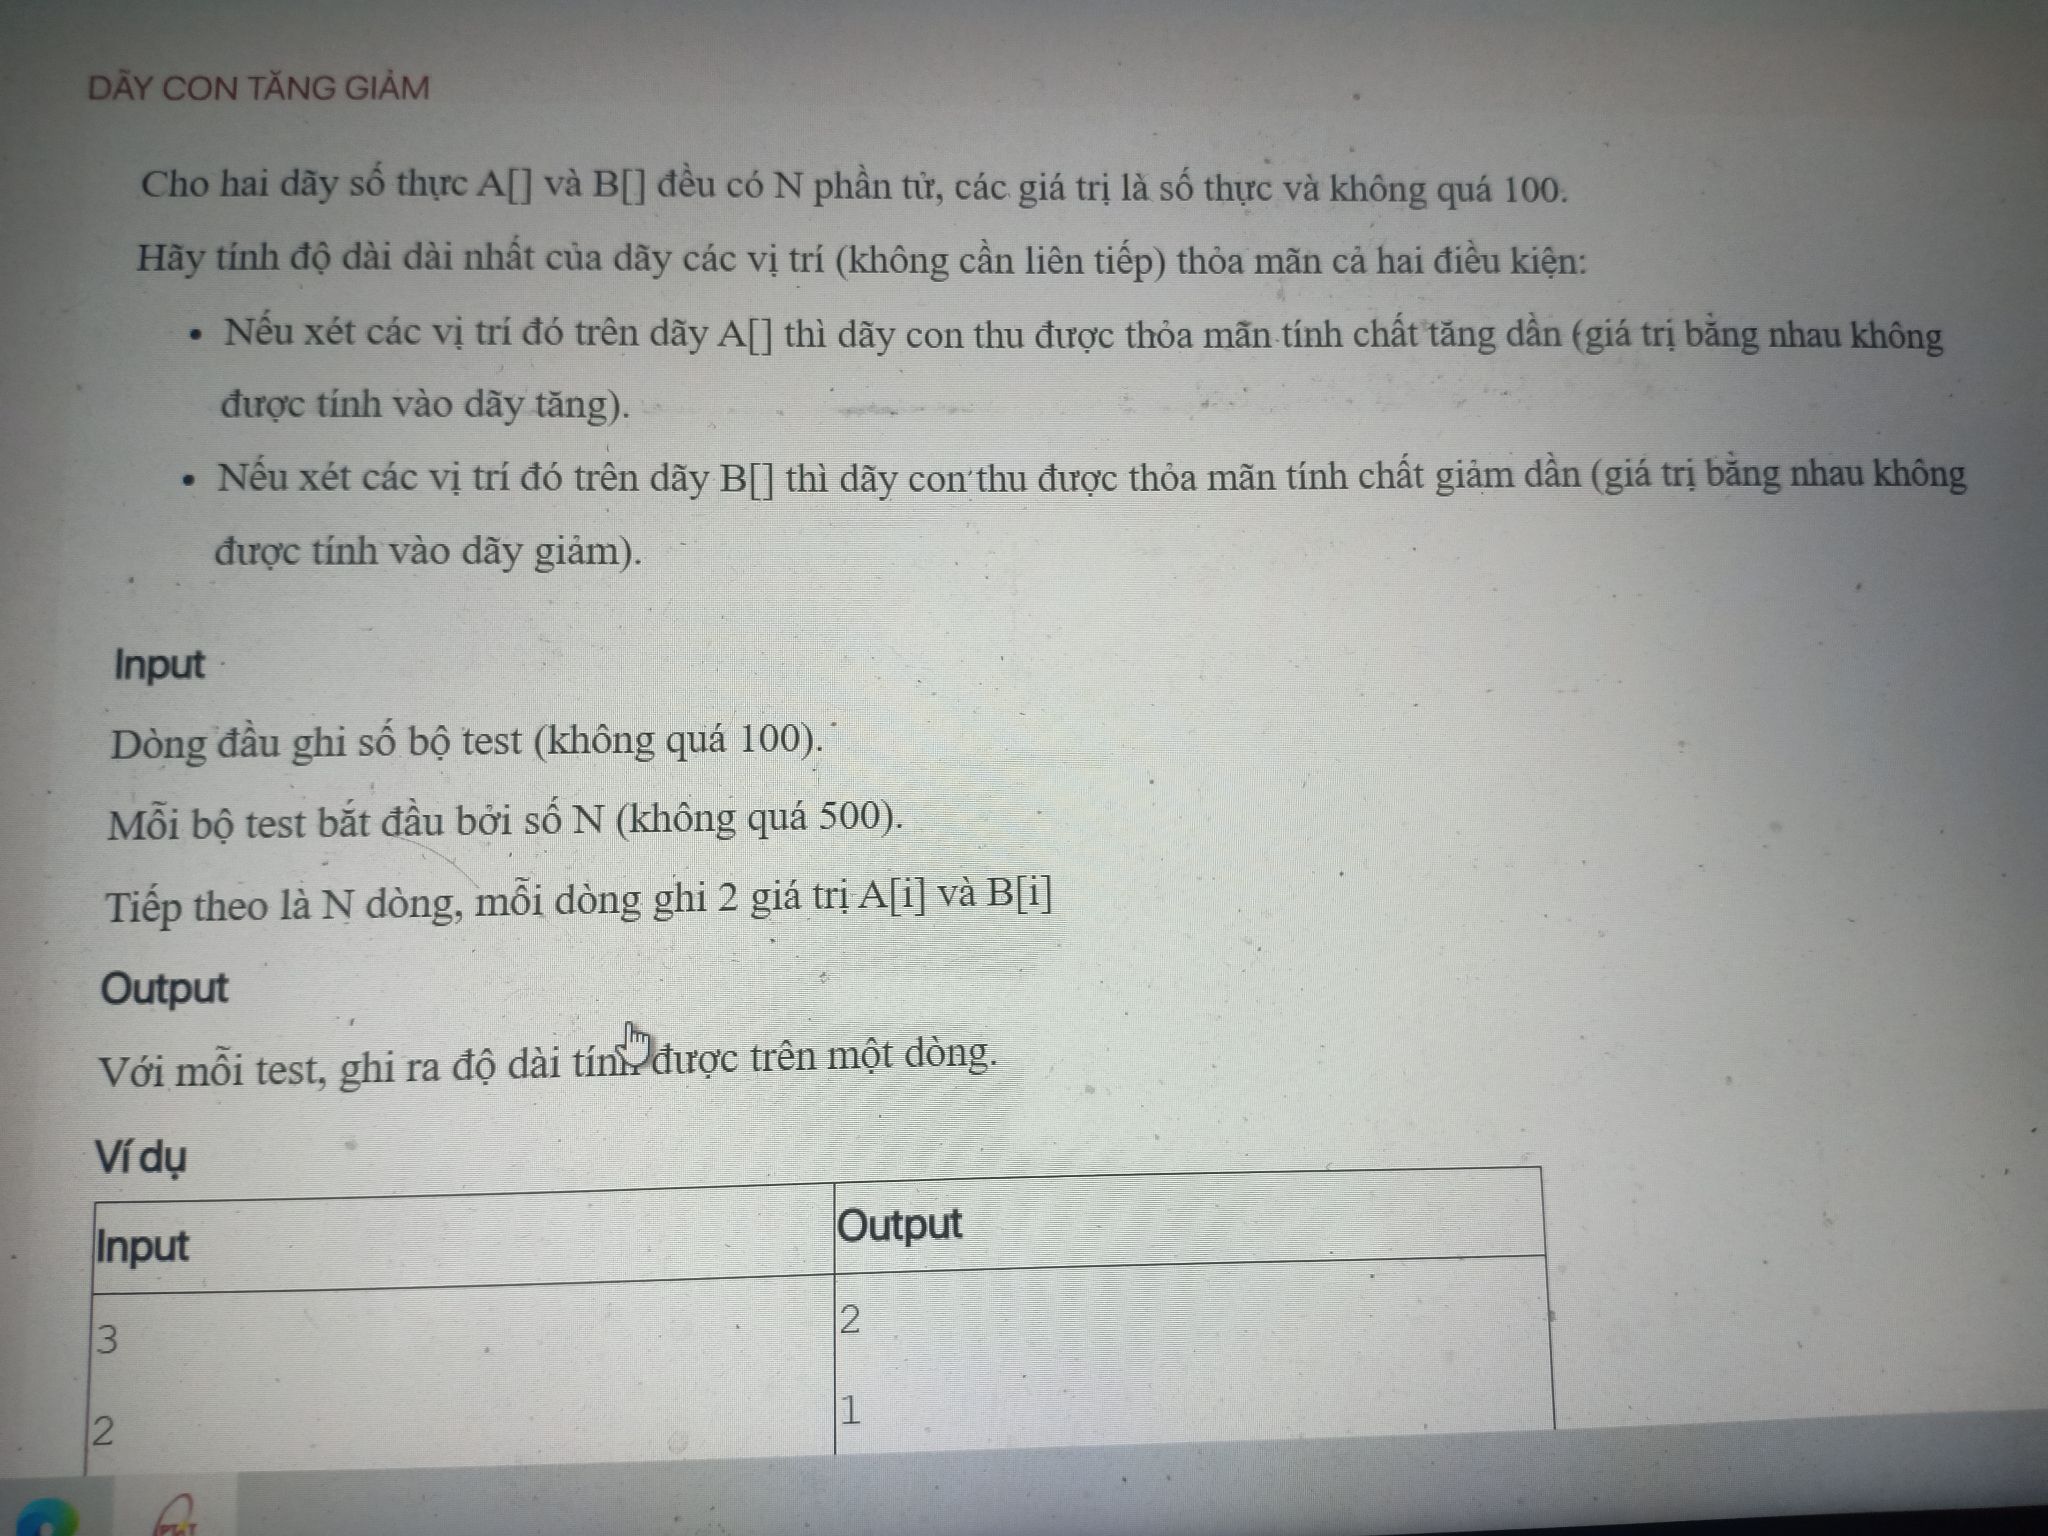 DÃY CON TĂNG GIẢM
Cho hai dãy số thực A[] và B[] đều có N phần tử, các giá trị là số thực và không quá 100.
Hãy tính độ dài dài nhất của dãy các vị trí (không cần liên tiếp) thỏa mãn cả hai điều kiện:
• Nếu xét các vị trí đó trên dãy A[] thì dãy con thu được thỏa mãn tính chất tăng dần (giá trị bằng nhau không
được tính vào dãy tăng).
• Nếu xét các vị trí đó trên dãy B[] thì dãy con thu được thỏa mãn tính chất giảm dần (giá trị bằng nhau không
được tính vào dãy giảm).
Input
Dòng đầu ghi số bộ test (không quá 100).
Mỗi bộ test bắt đầu bởi số N (không quá 500).
Tiếp theo là N dòng, mỗi dòng ghi 2 giá trị A[i] và B[i]
Output
Với mỗi test, ghi ra độ dài tính được trên một dòng.
Ví dụ
Input Output
3 2
2 1